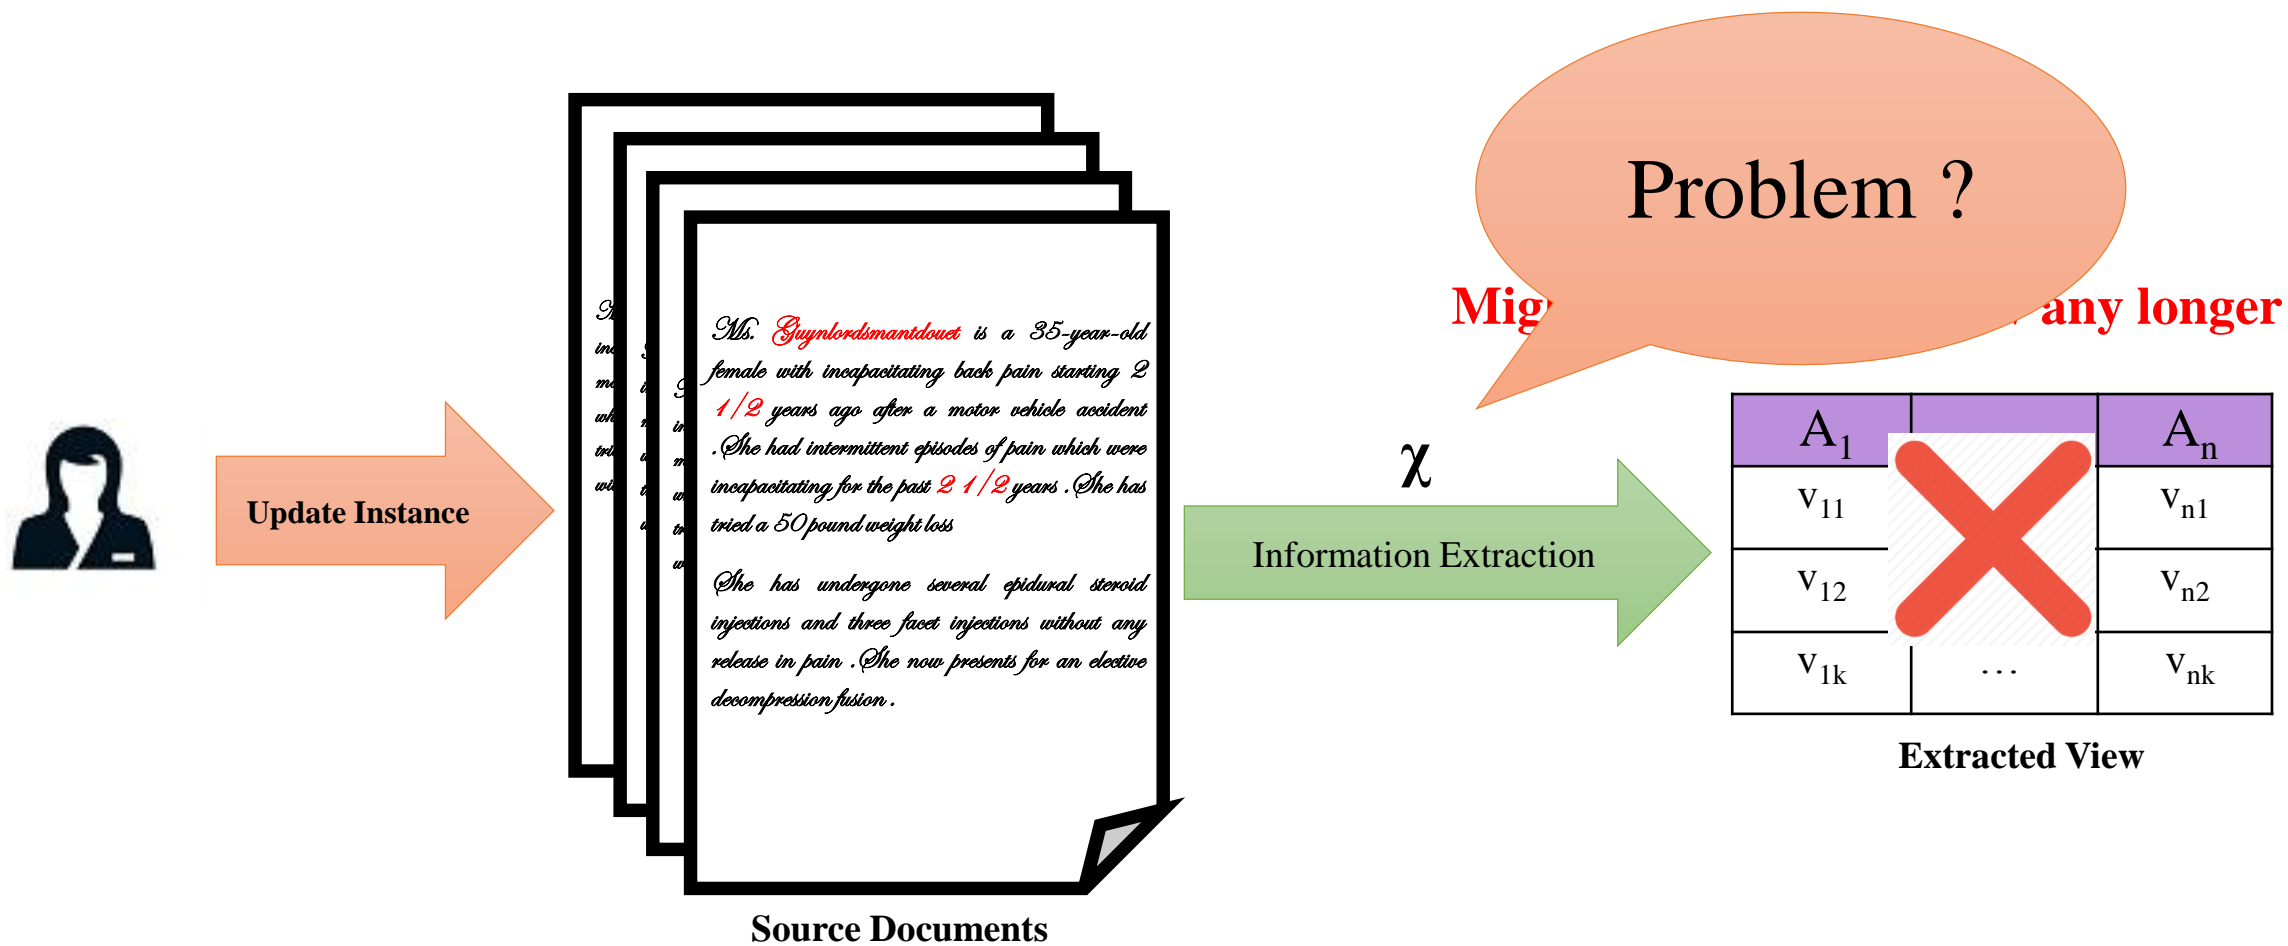 Problem ?
Mig any longer
Update Instance
Ms. Guynlordsmantdouet is a 35-year-old
female with incapacitating back pain starting 2
1/2 years ago after a motor vehicle accident
.She had intermittent episodes of pain which were
incapacitating for the past 2 1/2 years .She has
tried a 50 pound weight loss
She has undergone several epidural steroid
injections and three facet injections without any
release in pain .She now presents for an elective
decompression fusion .
Source Documents
χ
Information Extraction
A1 An
v11 vn1
v12 vn2
v1k … vnk
Extracted View